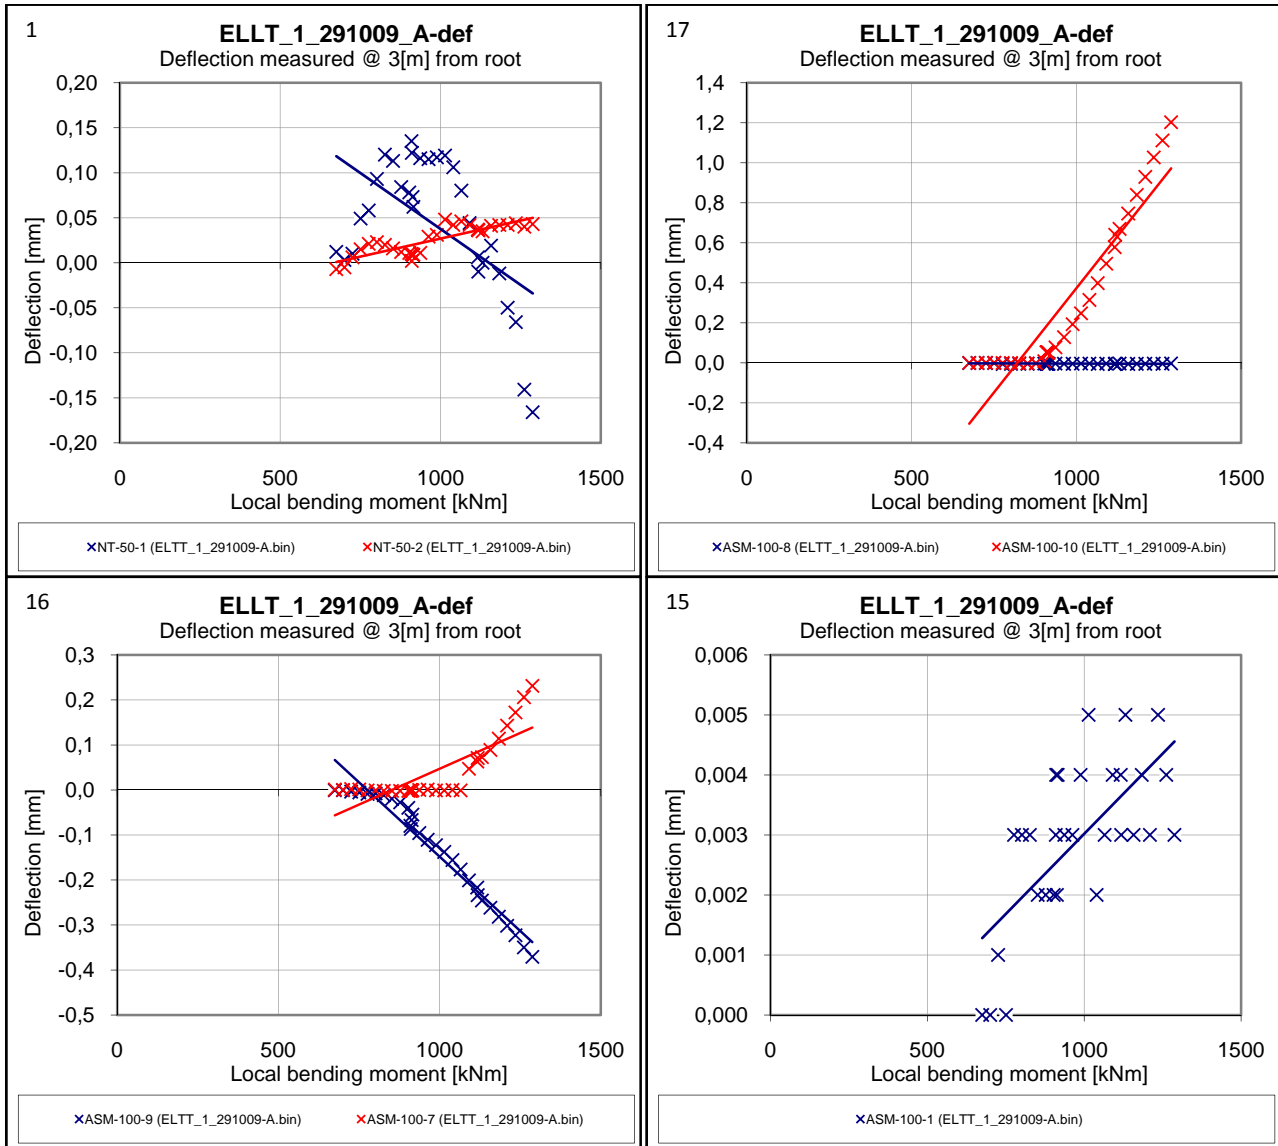 1
ELLT_1_291009_A-def
Deflection measured @ 3[m] from root
Deflection [mm]
0,20
0,15
0,10
0,05
0,00
-0,05
-0,10
-0,15
-0,20
0 500 1000 1500
Local bending moment [kNm]
NT-50-1 (ELTT_1_291009-A.bin) NT-50-2 (ELTT_1_291009-A.bin)
17
ELLT_1_291009_A-def
Deflection measured @ 3[m] from root
Deflection [mm]
1,4
1,2
1,0
0,8
0,6
0,4
0,2
0,0
-0,2
-0,4
0 500 1000 1500
Local bending moment [kNm]
ASM-100-8 (ELTT_1_291009-A.bin) ASM-100-10 (ELTT_1_291009-A.bin)
16
ELLT_1_291009_A-def
Deflection measured @ 3[m] from root
Deflection [mm]
0,3
0,2
0,1
0,0
-0,1
-0,2
-0,3
-0,4
-0,5
0 500 1000 1500
Local bending moment [kNm]
ASM-100-9 (ELTT_1_291009-A.bin) ASM-100-7 (ELTT_1_291009-A.bin)
15
ELLT_1_291009_A-def
Deflection measured @ 3[m] from root
Deflection [mm]
0,006
0,005
0,004
0,003
0,002
0,001
0,000
0 500 1000 1500
Local bending moment [kNm]
ASM-100-1 (ELTT_1_291009-A.bin)